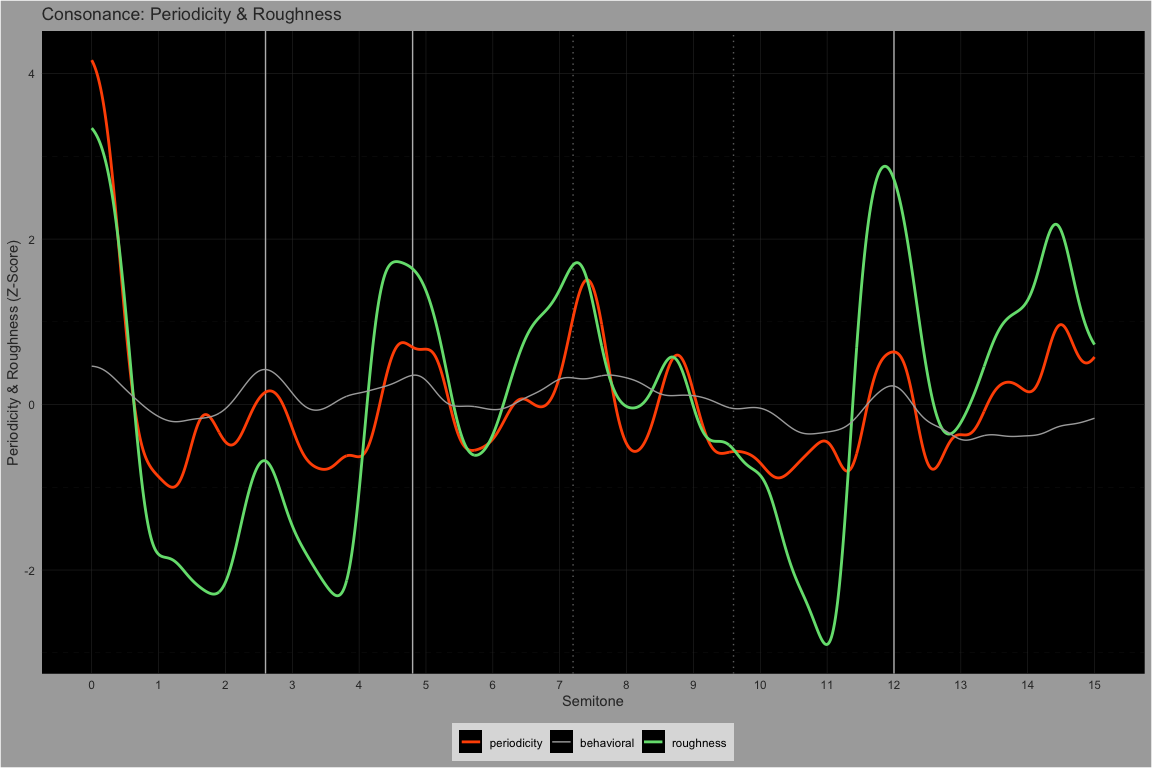 Consonance: Periodicity & Roughness
Periodicity & Roughness (Z-Score)
4
2
0
-2
0 1 2 3 4 5 6 7 8 9 10 11 12 13 14 15
Semitone
periodicity behavioral roughness